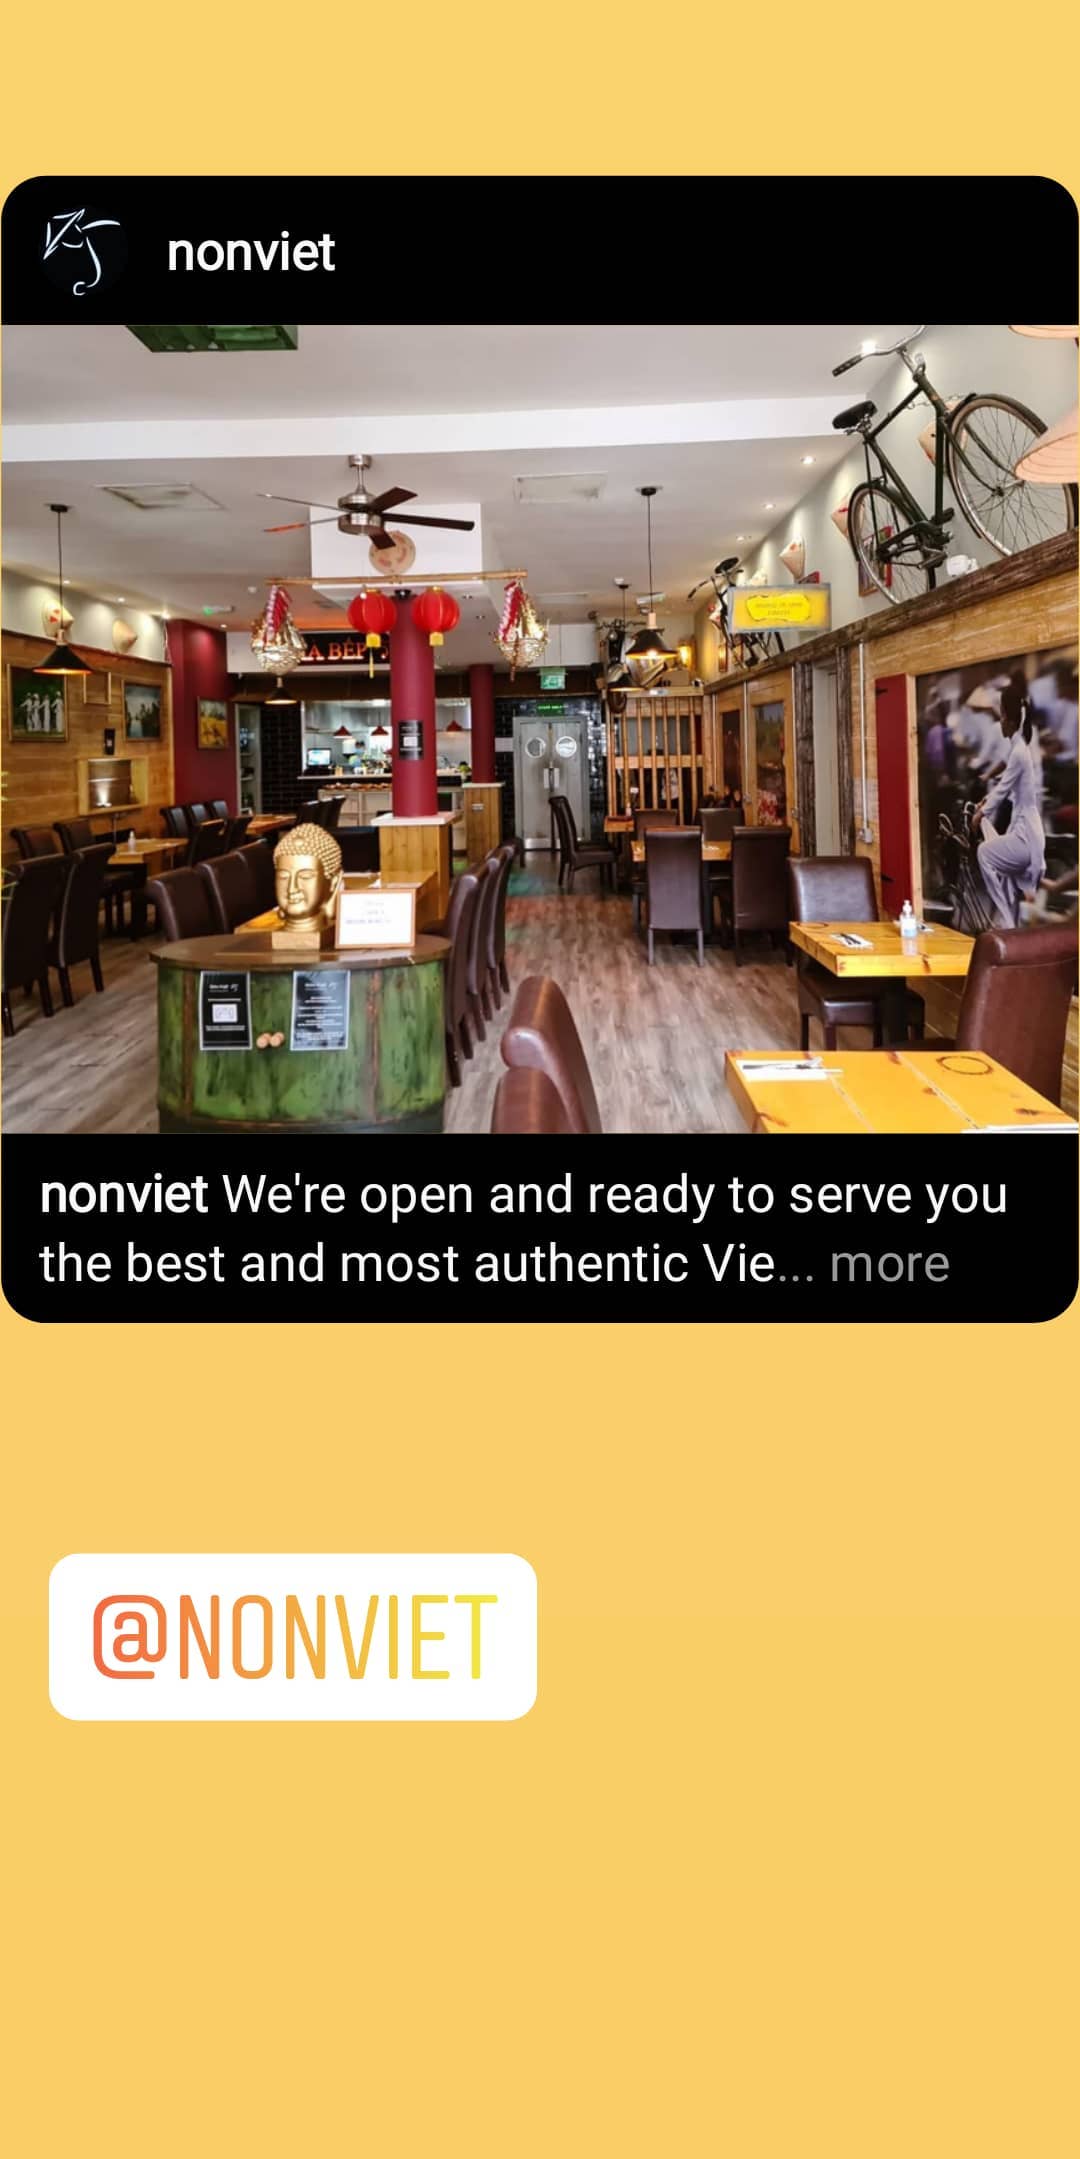 nonviet
A BẾP
nonviet We're open and ready to serve you
the best and most authentic Vie... more
@NONVIET